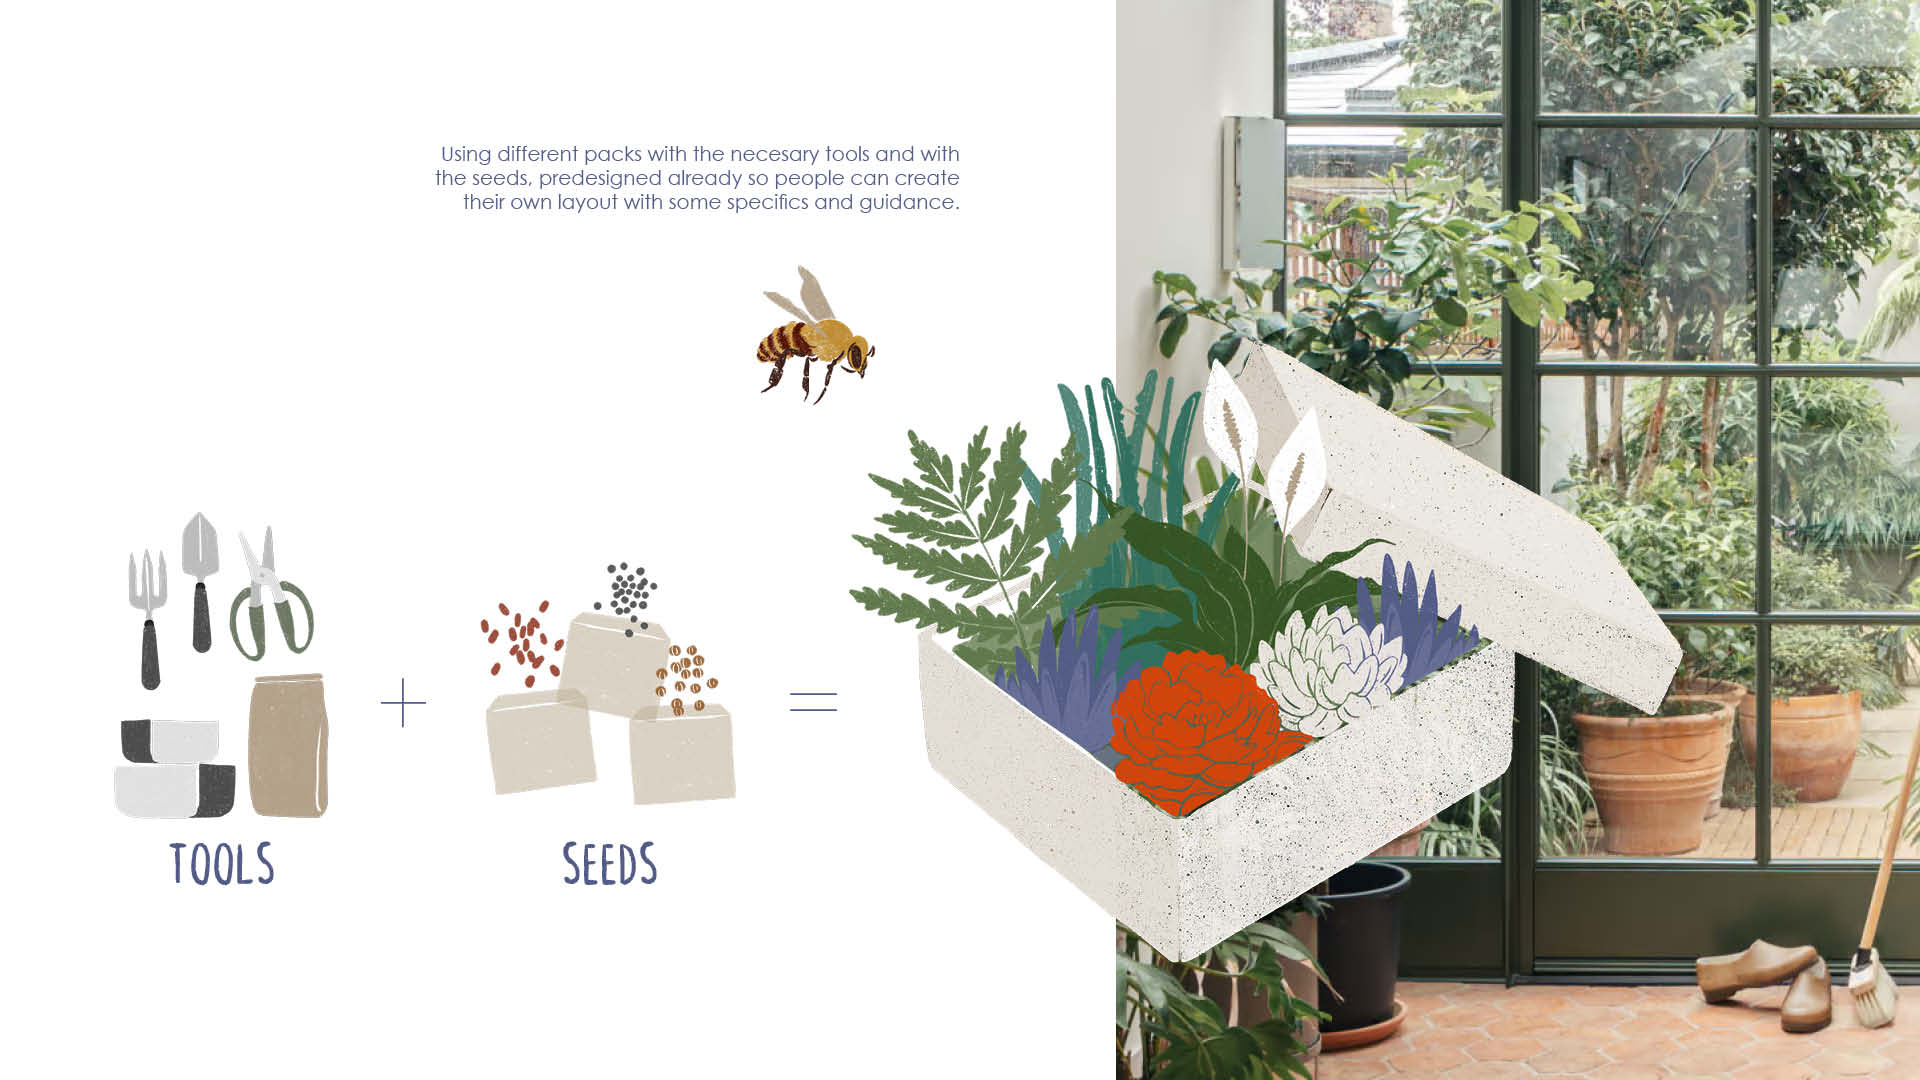 Using different packs with the necesary tools and with
the seeds, predesigned already so people can create
their own layout with some specifics and guidance.
TOOLS
SEEDS